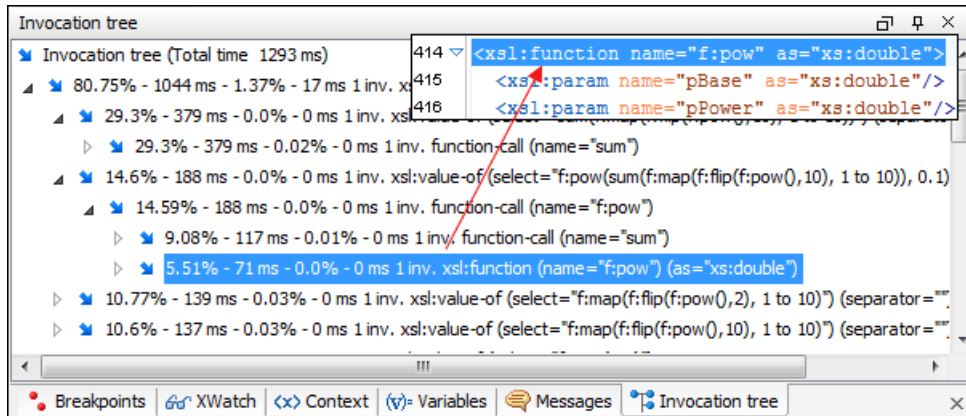 Invocation tree
Invocation tree (Total time 1293 ms)
414 <xsl:function name="f:pow" as="xs:double">
415 <xsl:param name="pBase" as="xs:double"/>
416 <xsl:param name="pPower" as="xs:double"/>
80.75% - 1044 ms - 1.37% - 17 ms 1 inv. xs
29.3% - 379 ms - 0.0% - 0 ms 1 inv. xsl
29.3% - 379 ms - 0.02% - 0 ms 1 inv. function-call (name="sum")
14.6% - 188 ms - 0.0% - 0 ms 1 inv. xsl:value-of (select="f:pow(sum(f:map(f:flip(f:pow(),10), 1 to 10)), 0.1)
14.59% - 188 ms - 0.0% - 0 ms 1 inv. function-call (name="f:pow")
9.08% - 117 ms - 0.01% - 0 ms 1 inv. function-call (name="sum")
5.51% - 71 ms - 0.0% - 0 ms 1 inv. xsl:function (name="f:pow") (as="xs:double")
10.77% - 139 ms - 0.03% - 0 ms 1 inv. xsl:value-of (select="f:map(f:flip(f:pow(),2), 1 to 10)") (separator=""
10.6% - 137 ms - 0.03% - 0 ms 1 inv. xsl:value-of (select="f:map(f:flip(f:pow(),10), 1 to 10)") (separator=""
Breakpoints XWatch <x> Context (v)= Variables Messages Invocation tree